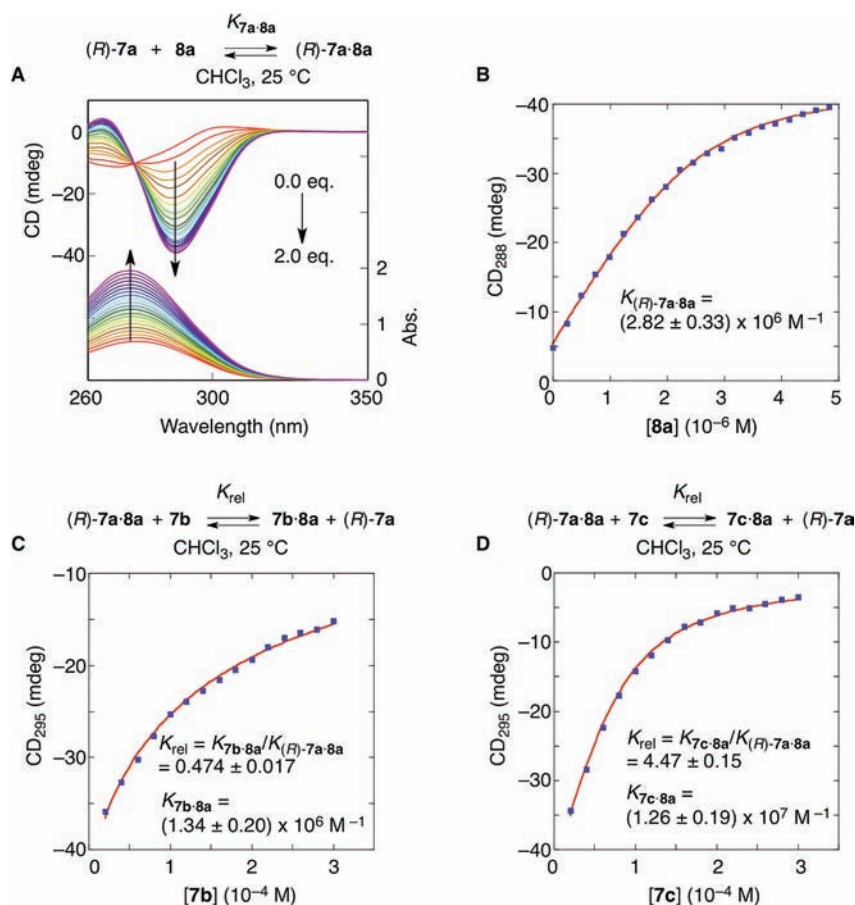 K7a·8a
(R)-7a + 8a (R)-7a·8a
CHCl3, 25 °C
A
0
−20
−40
CD (mdeg)
0.0 eq.
2.0 eq.
2
1
0
Abs.
260 300 350
Wavelength (nm)
B
−40
−30
−20
−10
0
CD288 (mdeg)
K(R)-7a·8a =
(2.82 ± 0.33) x 10^6 M^−1
0 1 2 3 4 5
[8a] (10^−6 M)
Krel
(R)-7a·8a + 7b 7b·8a + (R)-7a
CHCl3, 25 °C
C
−10
−20
−30
−40
CD295 (mdeg)
Krel = K7b·8a/K(R)-7a·8a
= 0.474 ± 0.017
K7b·8a =
(1.34 ± 0.20) x 10^6 M^−1
0 1 2 3
[7b] (10^−4 M)
Krel
(R)-7a·8a + 7c 7c·8a + (R)-7a
CHCl3, 25 °C
D
0
−10
−20
−30
−40
CD295 (mdeg)
Krel = K7c·8a/K(R)-7a·8a
= 4.47 ± 0.15
K7c·8a =
(1.26 ± 0.19) x 10^7 M^−1
0 1 2 3
[7c] (10^−4 M)